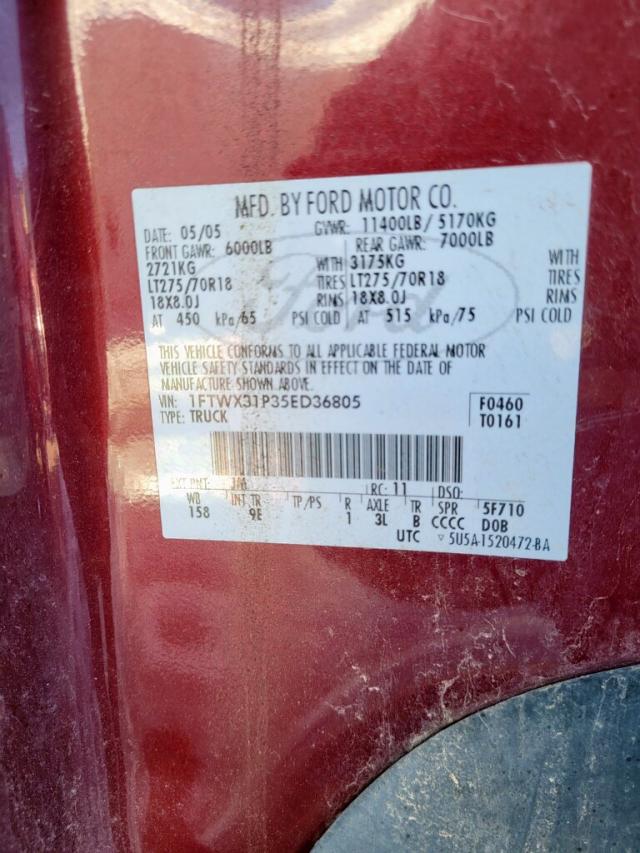 MFD. BY FORD MOTOR CO.
DATE: 05/05 GVWR: 11400LB/ 5170KG
FRONT GAWR: 6000LB REAR GAWR: 7000LB
2721KG WITH 3175KG WITH
LT275/70R18 TIRES LT275/70R18 TIRES
18X8.0J RIMS 18X8.0J RIMS
AT 450 kPa/65 PSI COLD AT 515 kPa/75 PSI COLD
THIS VEHICLE CONFORMS TO ALL APPLICABLE FEDERAL MOTOR
VEHICLE SAFETY STANDARDS IN EFFECT ON THE DATE OF
MANUFACTURE SHOWN ABOVE.
VIN: 1FTWX31P35ED36805 F0460
TYPE: TRUCK T0161
EXT PNT: RC: 11 DSO:
WB INT TR TP/PS R AXLE TR SPR 5F710
158 9E 1 3L B CCCC DOB
UTC ▽ 5U5A-1520472-BA
Ford